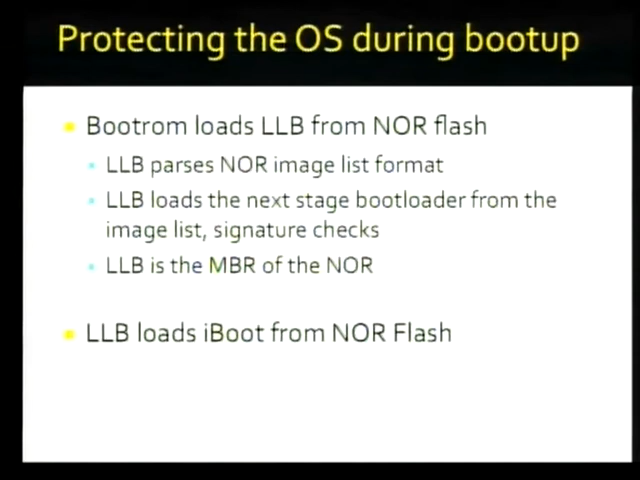 Protecting the OS during bootup
Bootrom loads LLB from NOR flash
LLB parses NOR image list format
LLB loads the next stage bootloader from the
image list, signature checks
LLB is the MBR of the NOR
LLB loads iBoot from NOR Flash